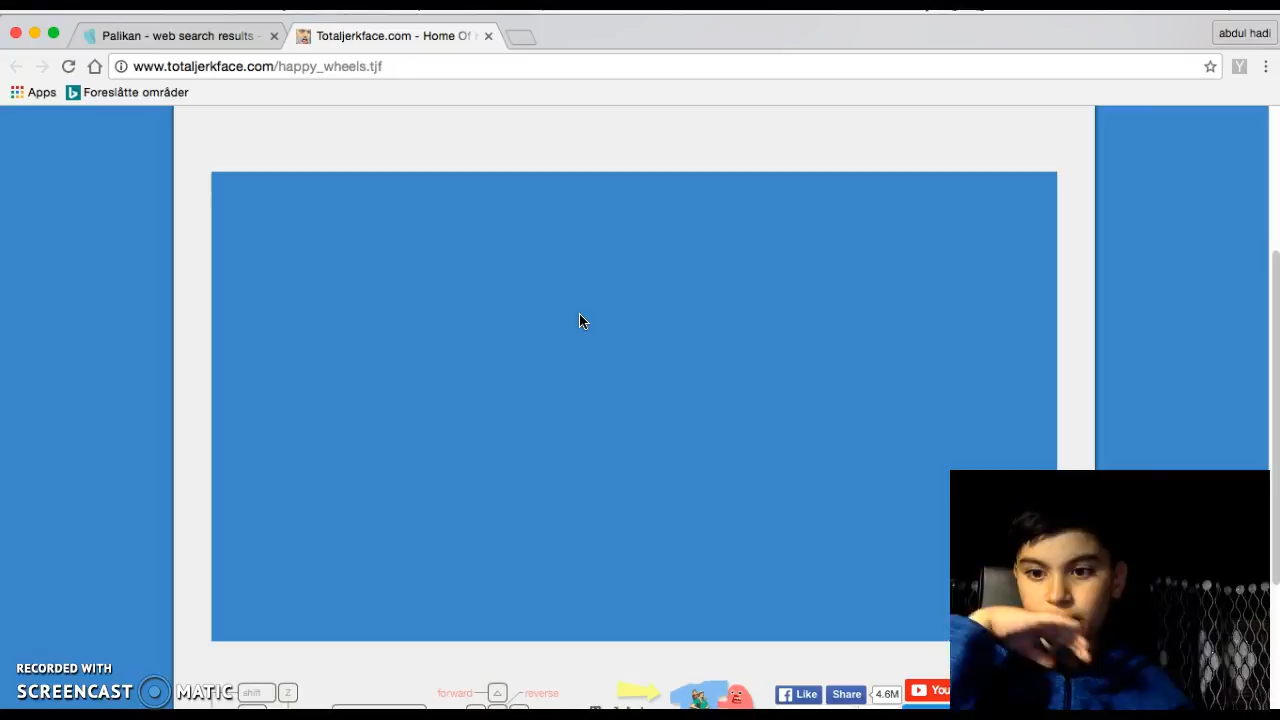 Palikan - web search results -
Totaljerkface.com - Home Of
abdul hadi
www.totaljerkface.com/happy_wheels.tjf
Apps
Foreslåtte områder
RECORDED WITH
SCREENCAST MATIC
shift Z
forward reverse
Like Share 4.6M You